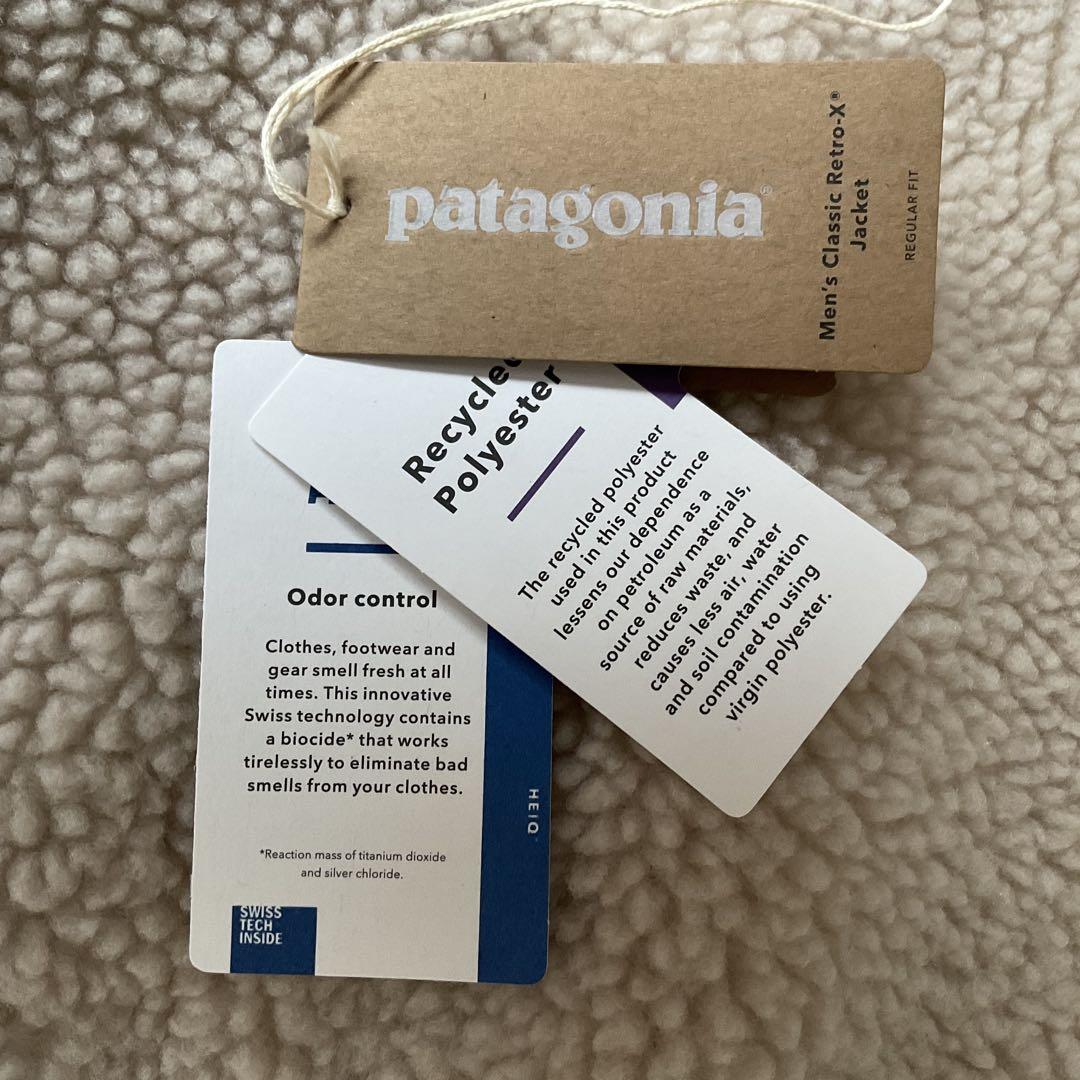 patagonia®
Men's Classic Retro-X®
Jacket
REGULAR FIT
Recycled
Polyester
The recycled polyester
used in this product
lessens our dependence
on petroleum as a
source of raw materials,
reduces waste, and
causes less air, water
and soil contamination
compared to using
virgin polyester.
Odor control
Clothes, footwear and
gear smell fresh at all
times. This innovative
Swiss technology contains
a biocide* that works
tirelessly to eliminate bad
smells from your clothes.
*Reaction mass of titanium dioxide
and silver chloride.
SWISS
TECH
INSIDE
HEIQ